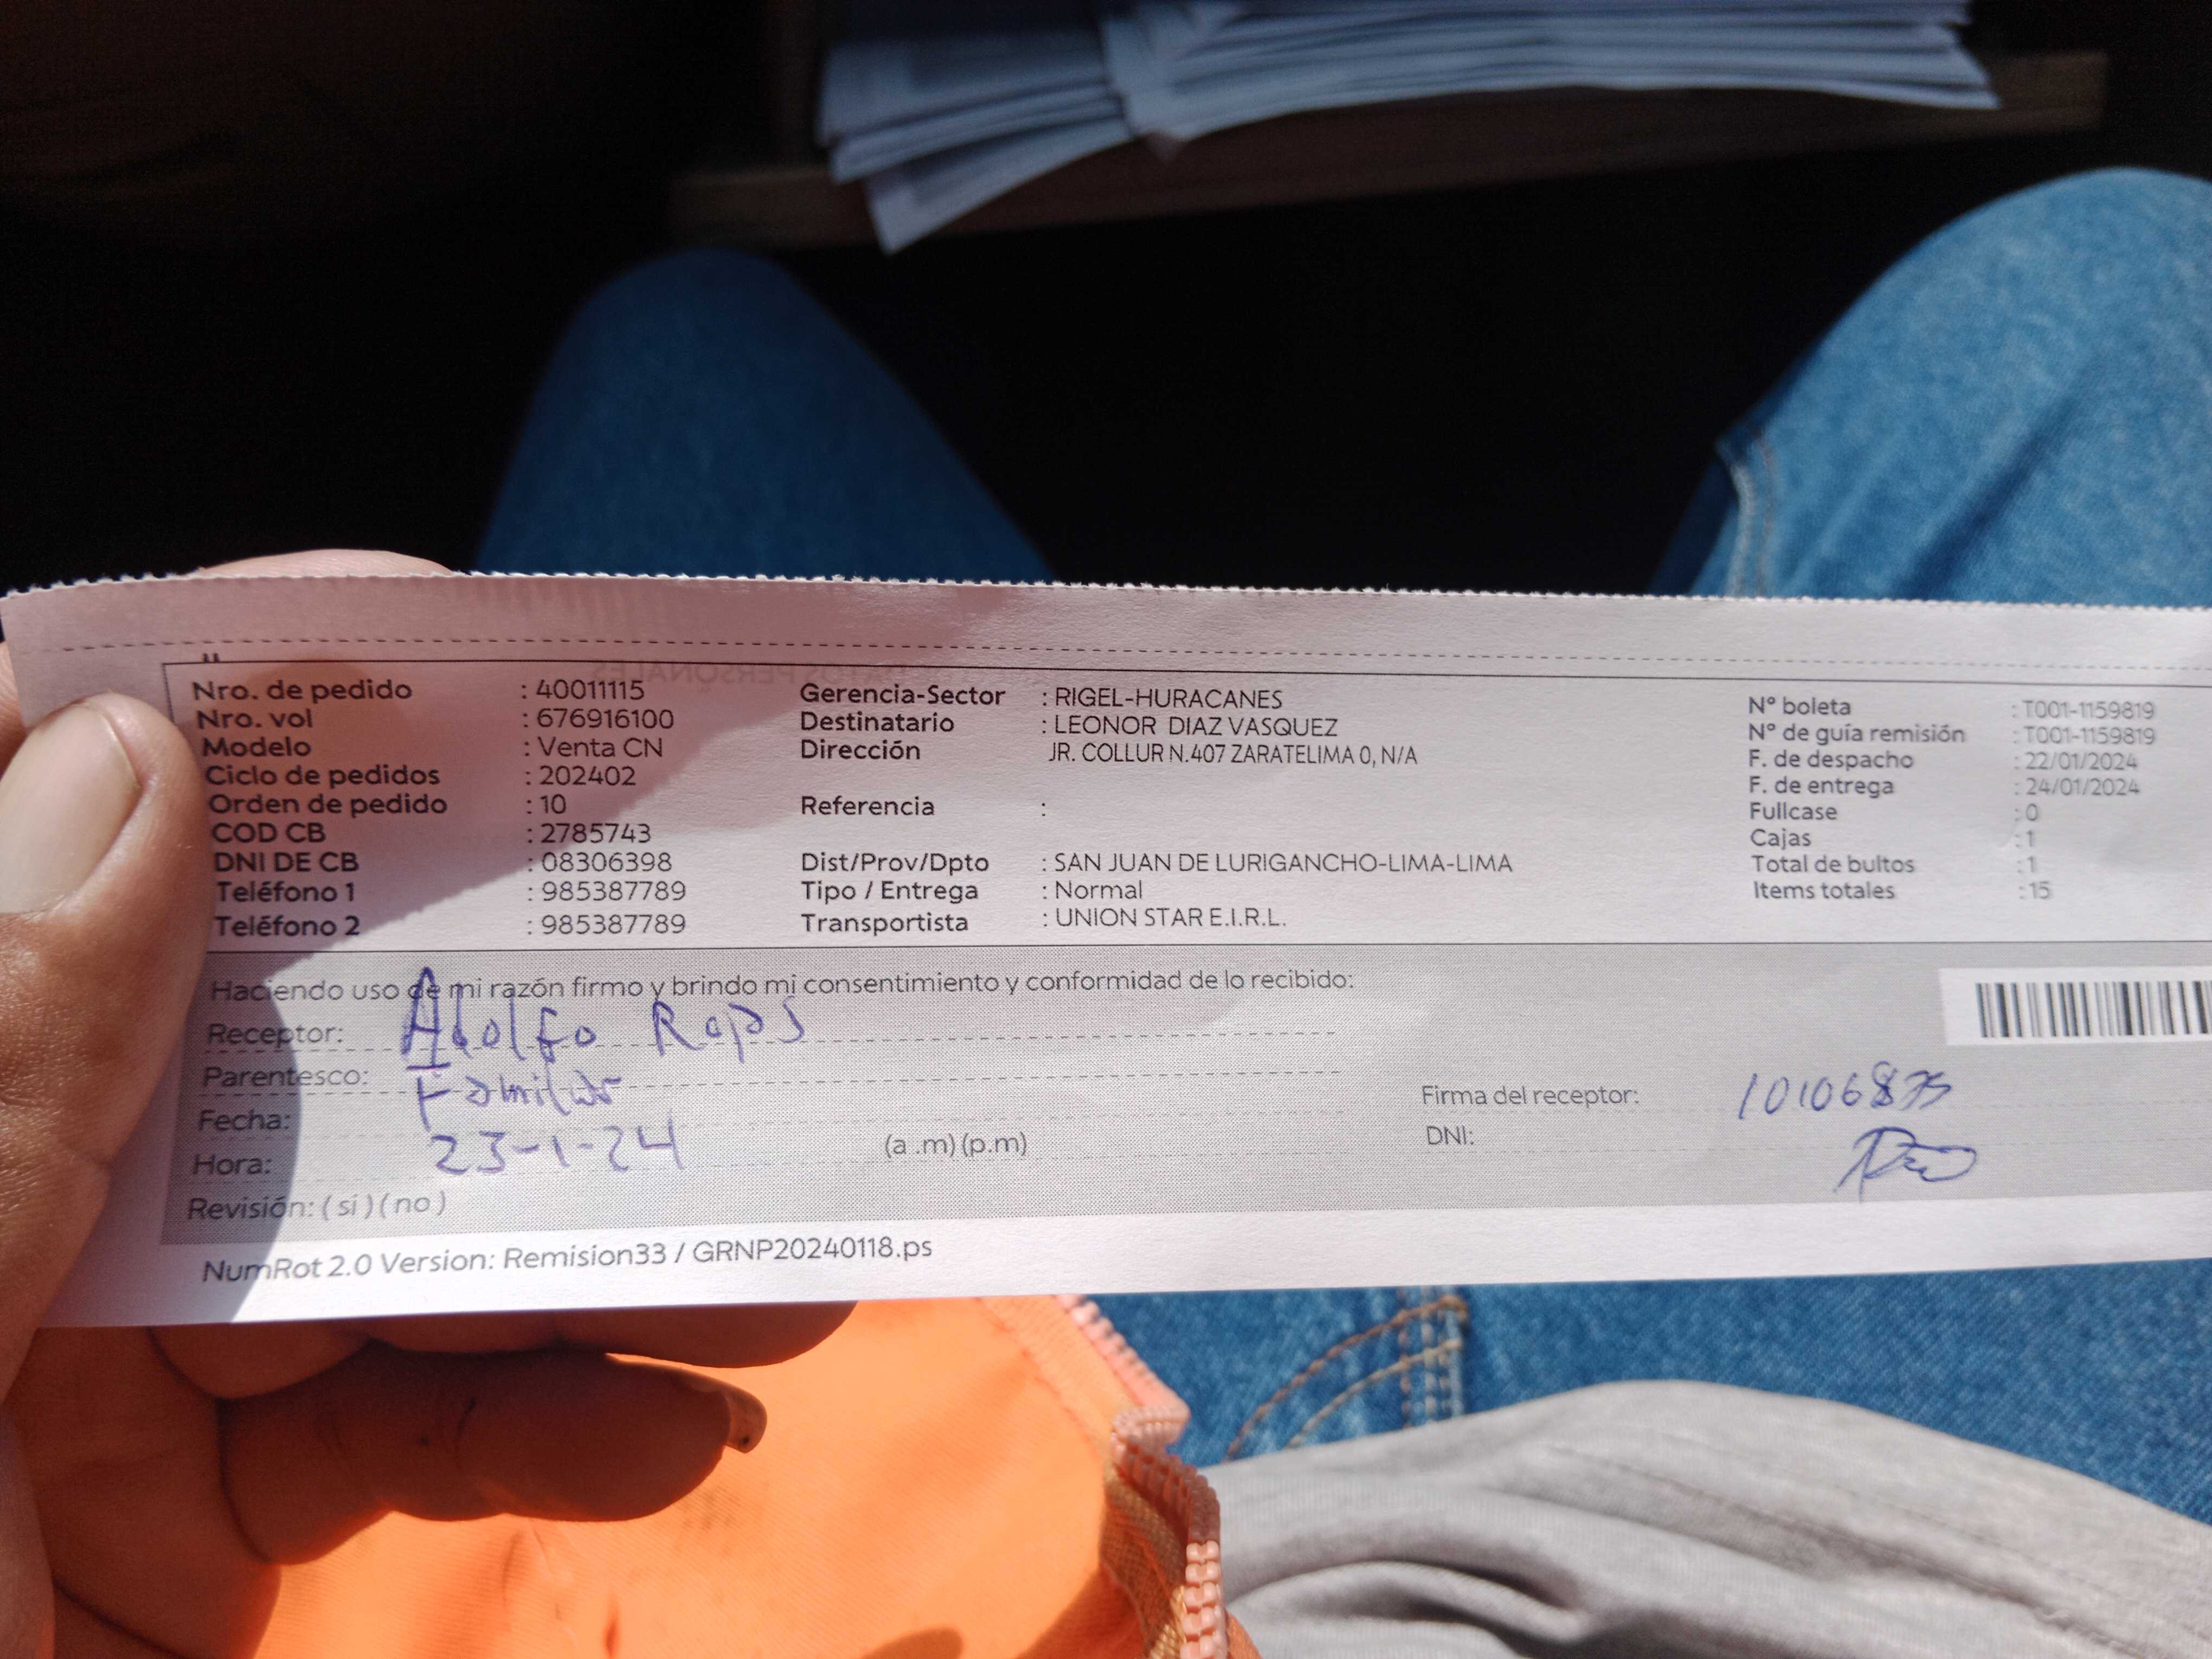 Nro. de pedido : 40011115 Gerencia-Sector : RIGEL-HURACANES Nº boleta : T001-1159819
Nro. vol : 676916100 Destinatario : LEONOR DIAZ VASQUEZ Nº de guía remisión : T001-1159819
Modelo : Venta CN Dirección JR. COLLUR N.407 ZARATELIMA 0, N/A F. de despacho : 22/01/2024
Ciclo de pedidos : 202402 F. de entrega : 24/01/2024
Orden de pedido : 10 Referencia : Fullcase : 0
COD CB : 2785743 Cajas : 1
DNI DE CB : 08306398 Dist/Prov/Dpto : SAN JUAN DE LURIGANCHO-LIMA-LIMA Total de bultos : 1
Teléfono 1 : 985387789 Tipo / Entrega : Normal Items totales : 15
Teléfono 2 : 985387789 Transportista : UNION STAR E.I.R.L.
Haciendo uso de mi razón firmo y brindo mi consentimiento y conformidad de lo recibido:
Receptor: Adolfo
Parentesco: Familiar
Fecha: Firma del receptor:
Hora: 23-1-24 (a .m) (p.m) DNI:
Revisión: ( si ) ( no )
NumRot 2.0 Version: Remision33 / GRNP20240118.ps